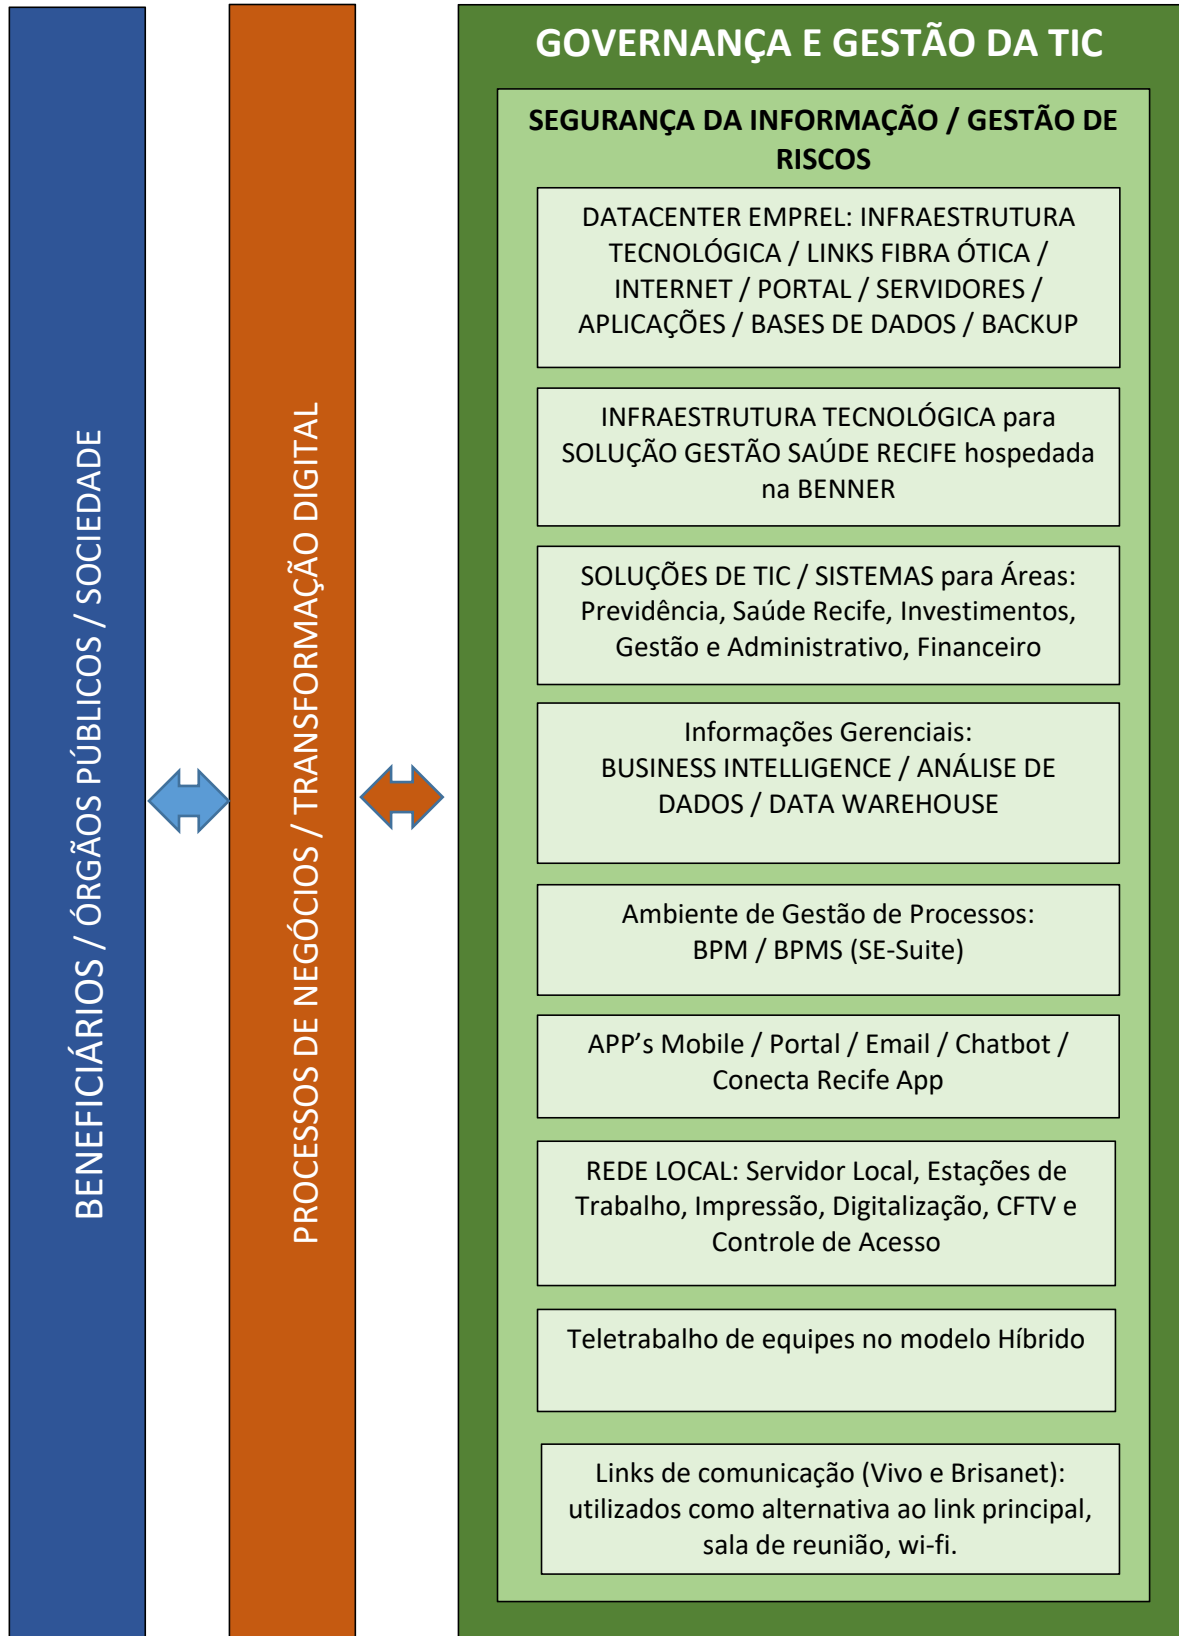 BENEFICIÁRIOS / ÓRGÃOS PÚBLICOS / SOCIEDADE
PROCESSOS DE NEGÓCIOS / TRANSFORMAÇÃO DIGITAL
GOVERNANÇA E GESTÃO DA TIC
SEGURANÇA DA INFORMAÇÃO / GESTÃO DE
RISCOS
DATACENTER EMPREL: INFRAESTRUTURA
TECNOLÓGICA / LINKS FIBRA ÓTICA /
INTERNET / PORTAL / SERVIDORES /
APLICAÇÕES / BASES DE DADOS / BACKUP
INFRAESTRUTURA TECNOLÓGICA para
SOLUÇÃO GESTÃO SAÚDE RECIFE hospedada
na BENNER
SOLUÇÕES DE TIC / SISTEMAS para Áreas:
Previdência, Saúde Recife, Investimentos,
Gestão e Administrativo, Financeiro
Informações Gerenciais:
BUSINESS INTELLIGENCE / ANÁLISE DE
DADOS / DATA WAREHOUSE
Ambiente de Gestão de Processos:
BPM / BPMS (SE-Suite)
APP’s Mobile / Portal / Email / Chatbot /
Conecta Recife App
REDE LOCAL: Servidor Local, Estações de
Trabalho, Impressão, Digitalização, CFTV e
Controle de Acesso
Teletrabalho de equipes no modelo Híbrido
Links de comunicação (Vivo e Brisanet):
utilizados como alternativa ao link principal,
sala de reunião, wi-fi.